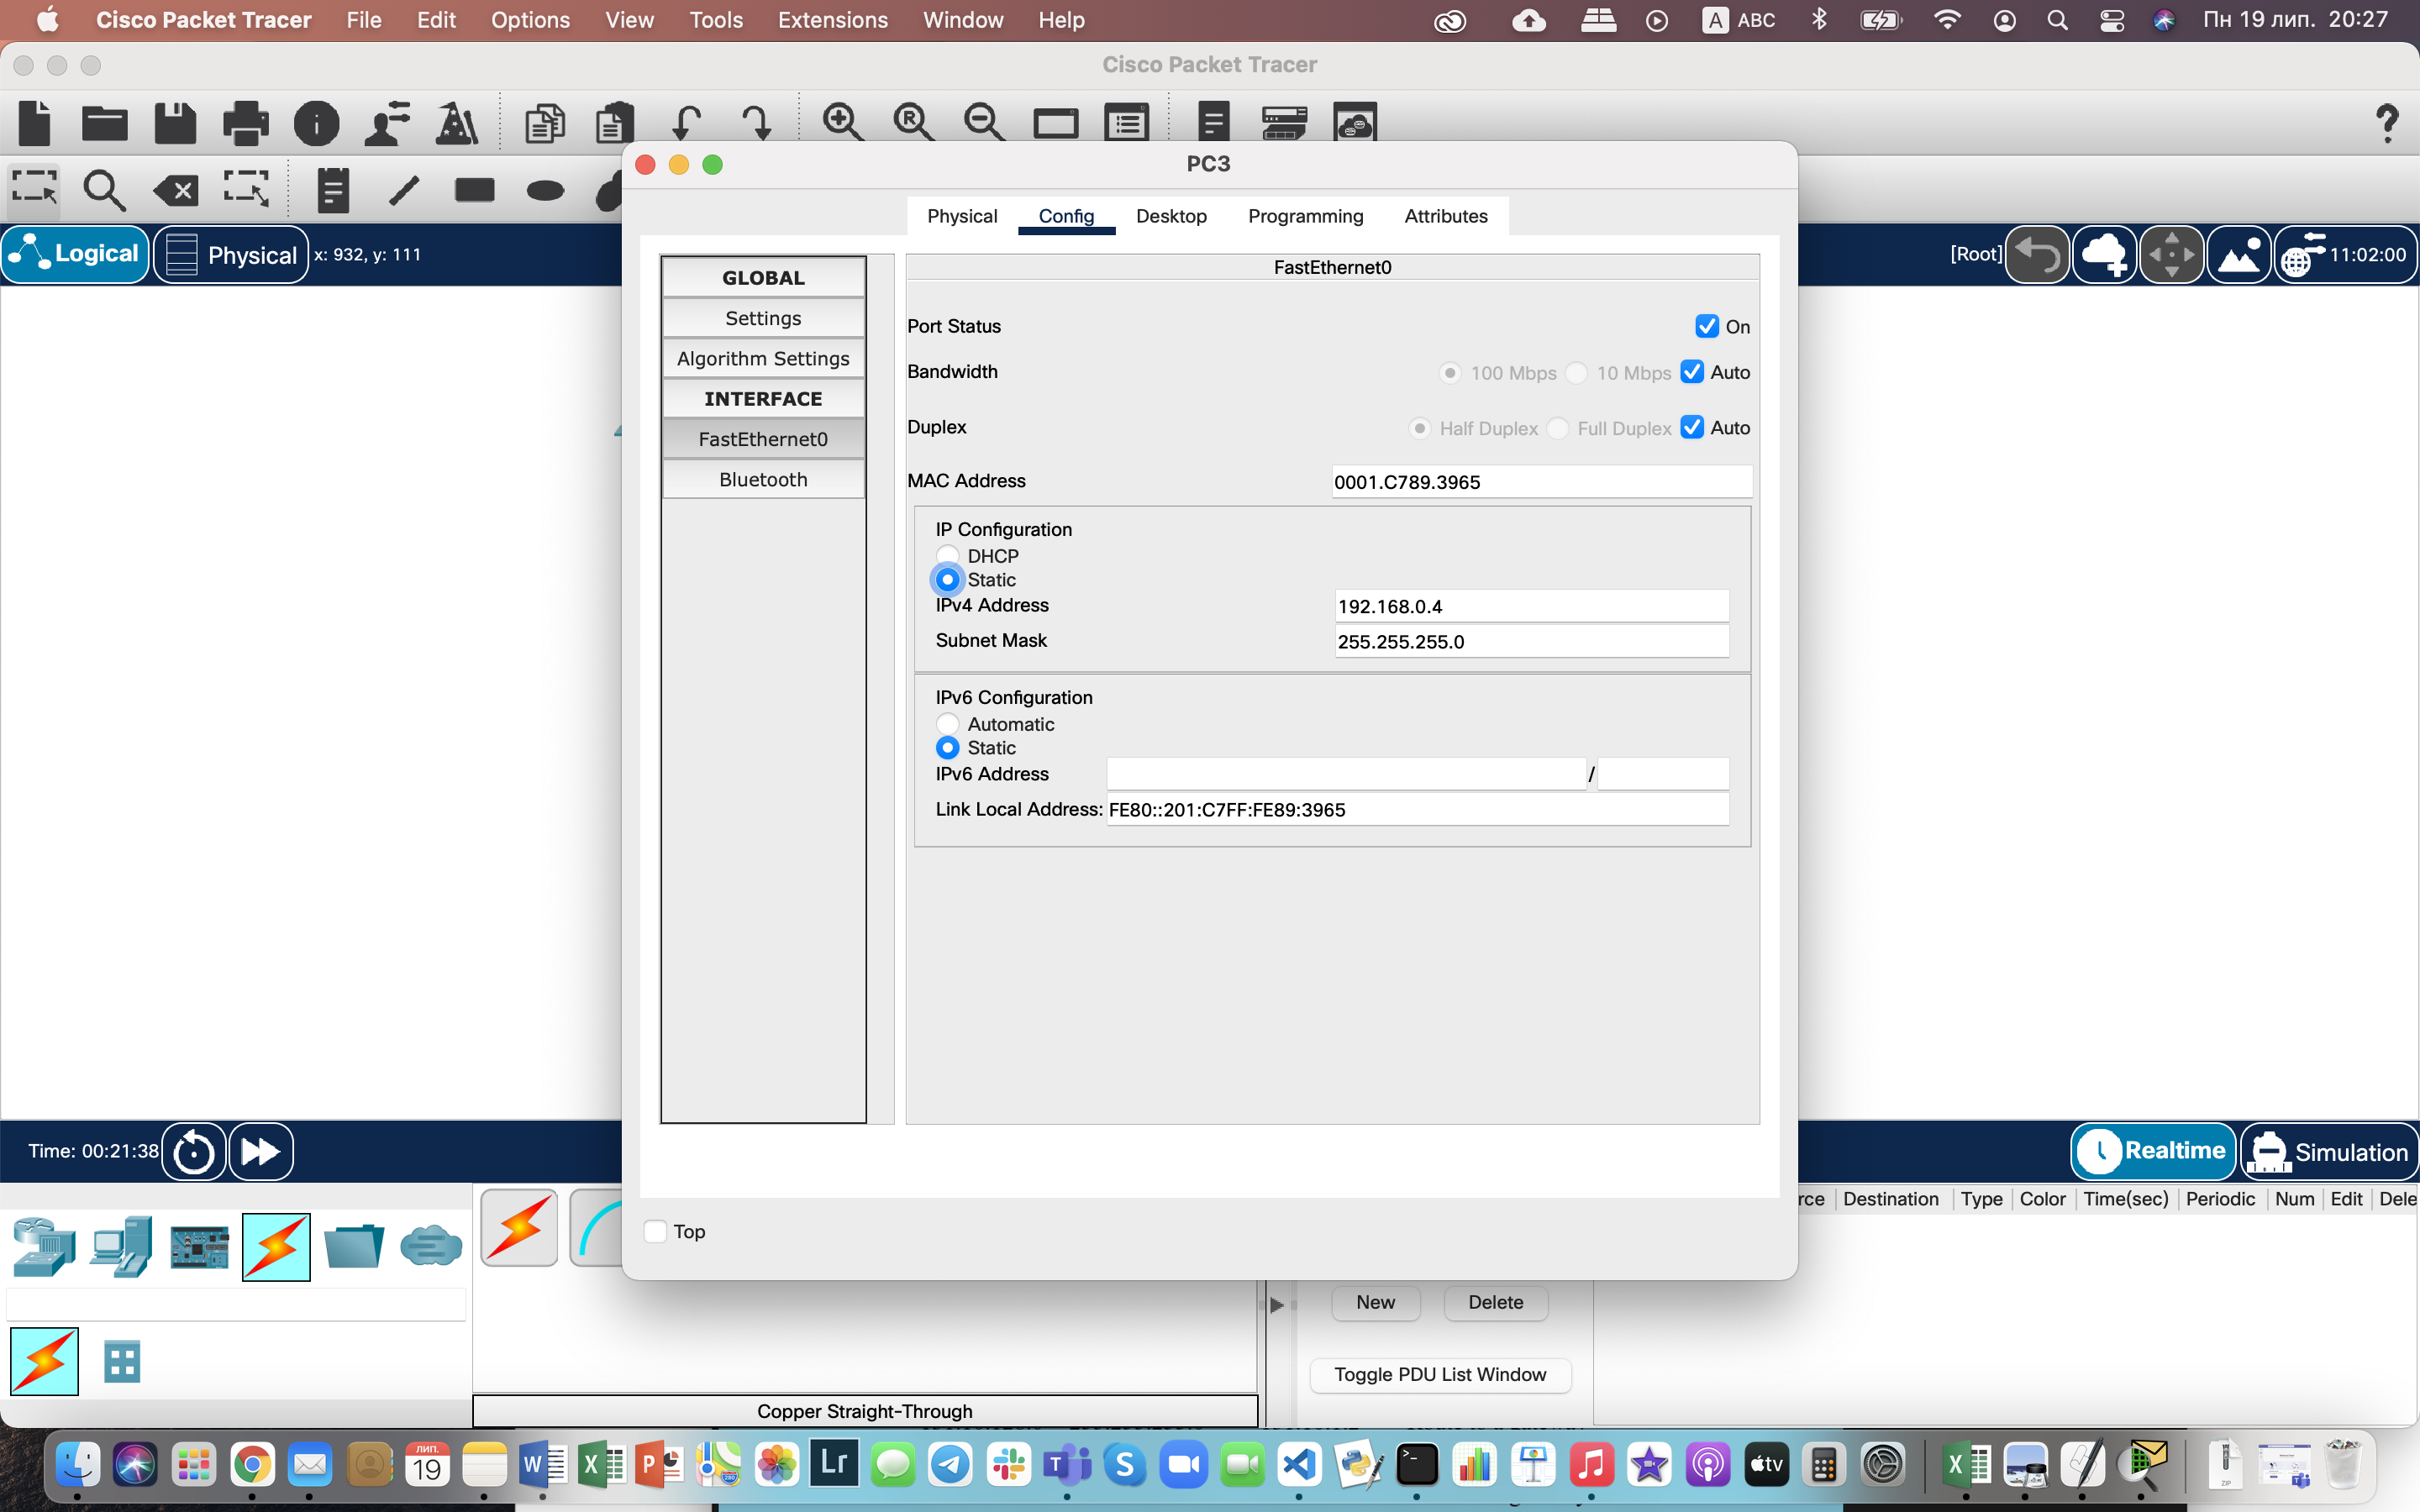 Cisco Packet Tracer File Edit Options View Tools Extensions Window Help A ABC Пн 19 лип. 20:27
Cisco Packet Tracer
PC3
Physical Config Desktop Programming Attributes
Logical Physical x: 932, y: 111
[Root] 11:02:00
GLOBAL
Settings
Algorithm Settings
INTERFACE
FastEthernet0
Bluetooth
FastEthernet0
Port Status On
Bandwidth 100 Mbps 10 Mbps Auto
Duplex Half Duplex Full Duplex Auto
MAC Address 0001.C789.3965
IP Configuration
DHCP
Static
IPv4 Address 192.168.0.4
Subnet Mask 255.255.255.0
IPv6 Configuration
Automatic
Static
IPv6 Address /
Link Local Address: FE80::201:C7FF:FE89:3965
Top
Time: 00:21:38
Realtime Simulation
rce Destination Type Color Time(sec) Periodic Num Edit Dele
New Delete
Toggle PDU List Window
Copper Straight-Through
ЛИП.
19
W X P Lr T S tv X
ZIP